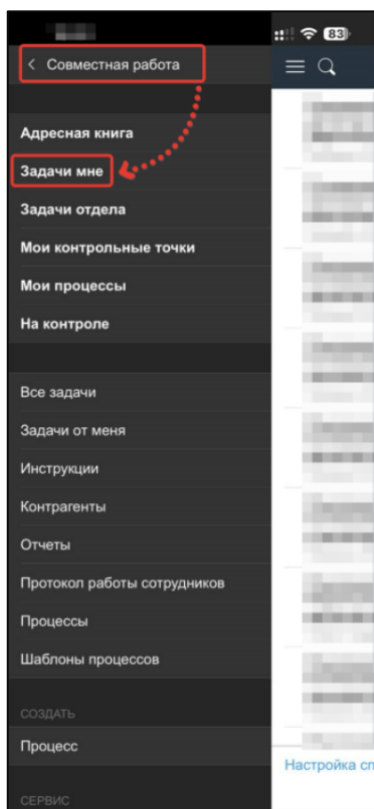 83
Совместная работа
Адресная книга
Задачи мне
Задачи отдела
Мои контрольные точки
Мои процессы
На контроле
Все задачи
Задачи от меня
Инструкции
Контрагенты
Отчеты
Протокол работы сотрудников
Процессы
Шаблоны процессов
СОЗДАТЬ
Процесс
Настройка сп
СЕРВИС